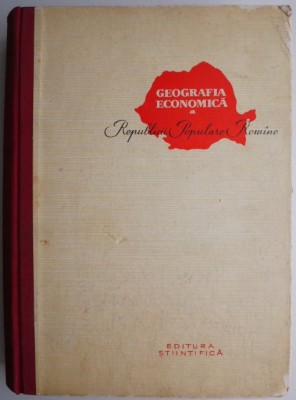 GEOGRAFIA
ECONOMICĂ
a
Republicii Populare Romîne
EDITURA
ȘTIINȚIFICĂ